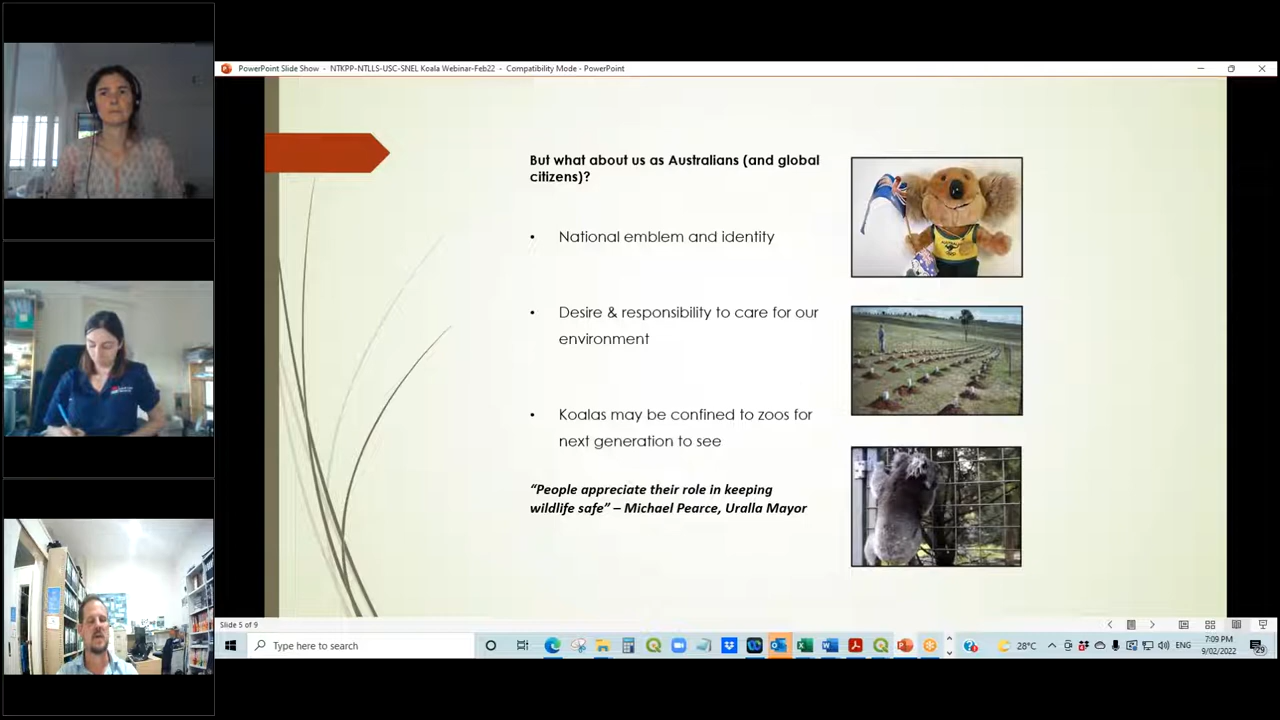 PowerPoint Slide Show - NTKPP-NTLLS-USC-SNEL Koala Webinar-Feb22 - Compatibility Mode - PowerPoint
But what about us as Australians (and global
citizens)?
• National emblem and identity
• Desire & responsibility to care for our
environment
• Koalas may be confined to zoos for
next generation to see
“People appreciate their role in keeping
wildlife safe” – Michael Pearce, Uralla Mayor
Slide 5 of 9
Type here to search
28°C
ENG
7:09 PM
9/02/2022